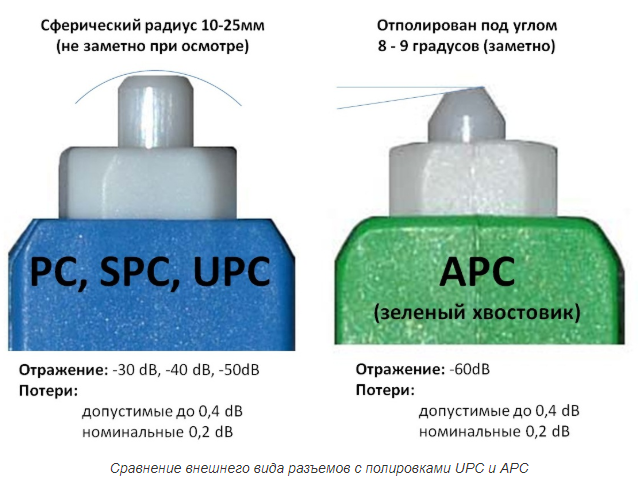 Сферический радиус 10-25мм
(не заметно при осмотре)
PC, SPC, UPC
Отражение: -30 dB, -40 dB, -50dB
Потери:
допустимые до 0,4 dB
номинальные 0,2 dB
Отполирован под углом
8 - 9 градусов (заметно)
APC
(зеленый хвостовик)
Отражение: -60dB
Потери:
допустимые до 0,4 dB
номинальные 0,2 dB
Сравнение внешнего вида разъемов с полировками UPC и APC